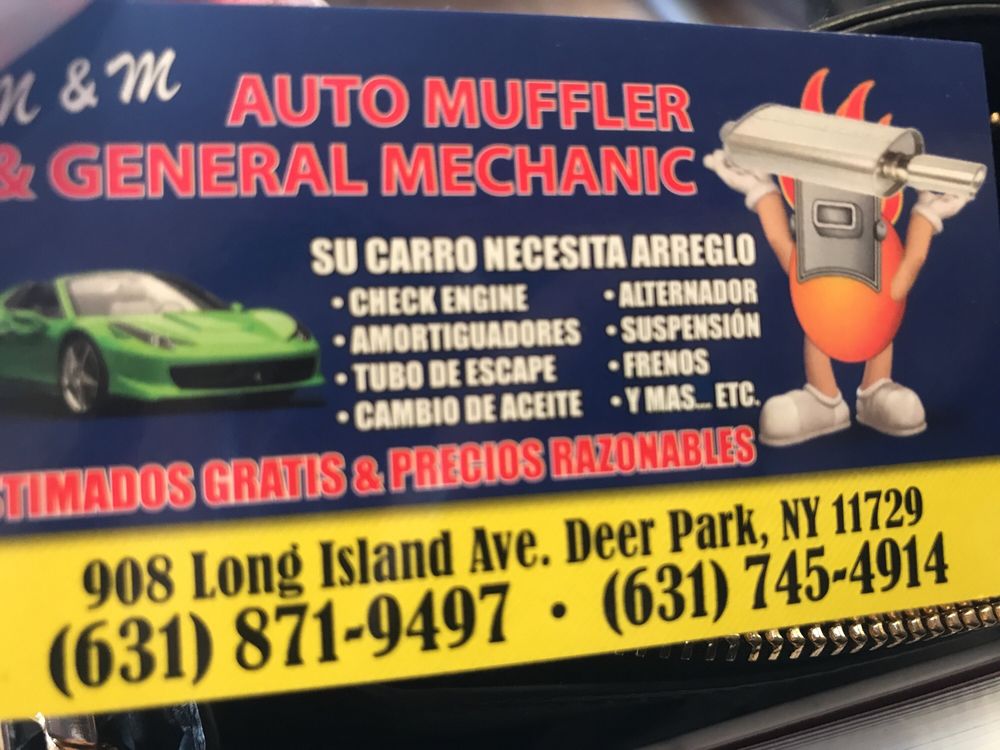 M & M
AUTO MUFFLER
& GENERAL MECHANIC
SU CARRO NECESITA ARREGLO
• CHECK ENGINE
• AMORTIGUADORES
• TUBO DE ESCAPE
• CAMBIO DE ACEITE
• ALTERNADOR
• SUSPENSIÓN
• FRENOS
• Y MAS... ETC.
STIMADOS GRATIS & PRECIOS RAZONABLES
908 Long Island Ave. Deer Park, NY 11729
(631) 871-9497 • (631) 745-4914